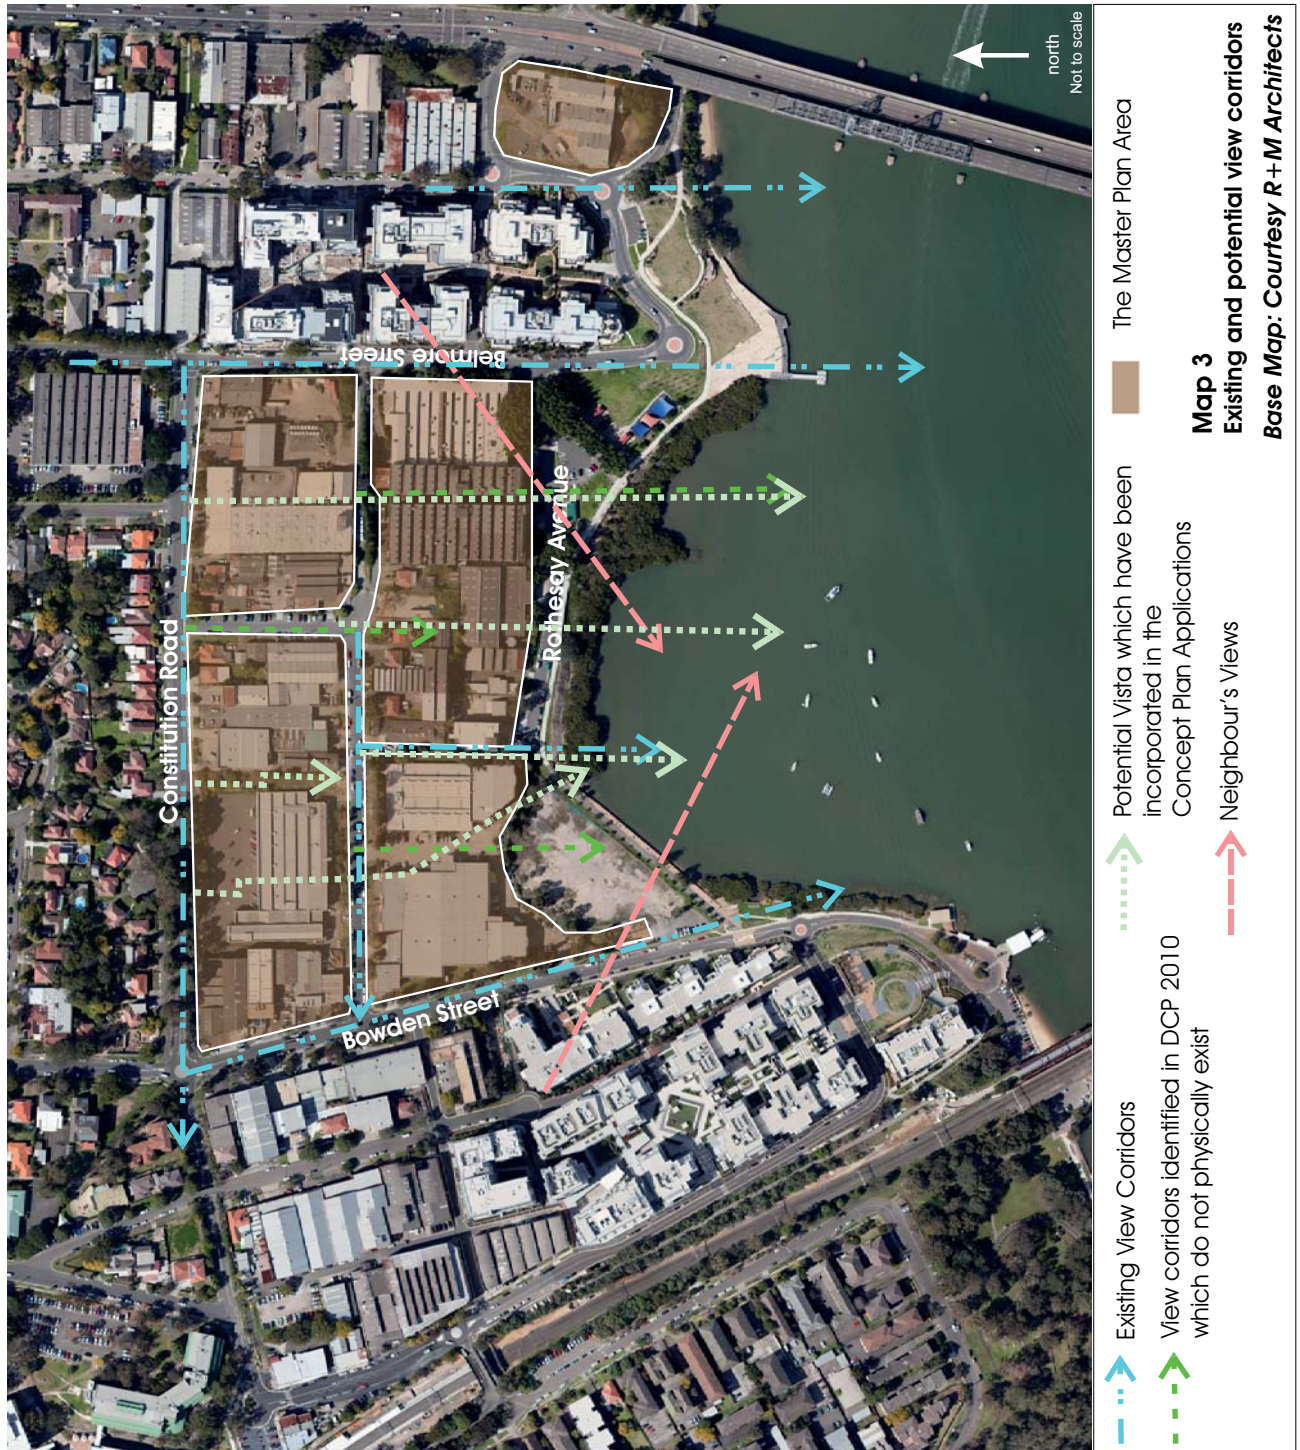 Constitution Road
Belmore Street
Rothesay Avenue
Bowden Street
north
Not to scale
Existing View Corridors
View corridors identified in DCP 2010
which do not physically exist
Potential Vista which have been
incorporated in the
Concept Plan Applications
Neighbour's Views
The Master Plan Area
Map 3
Existing and potential view corridors
Base Map: Courtesy R+M Architects